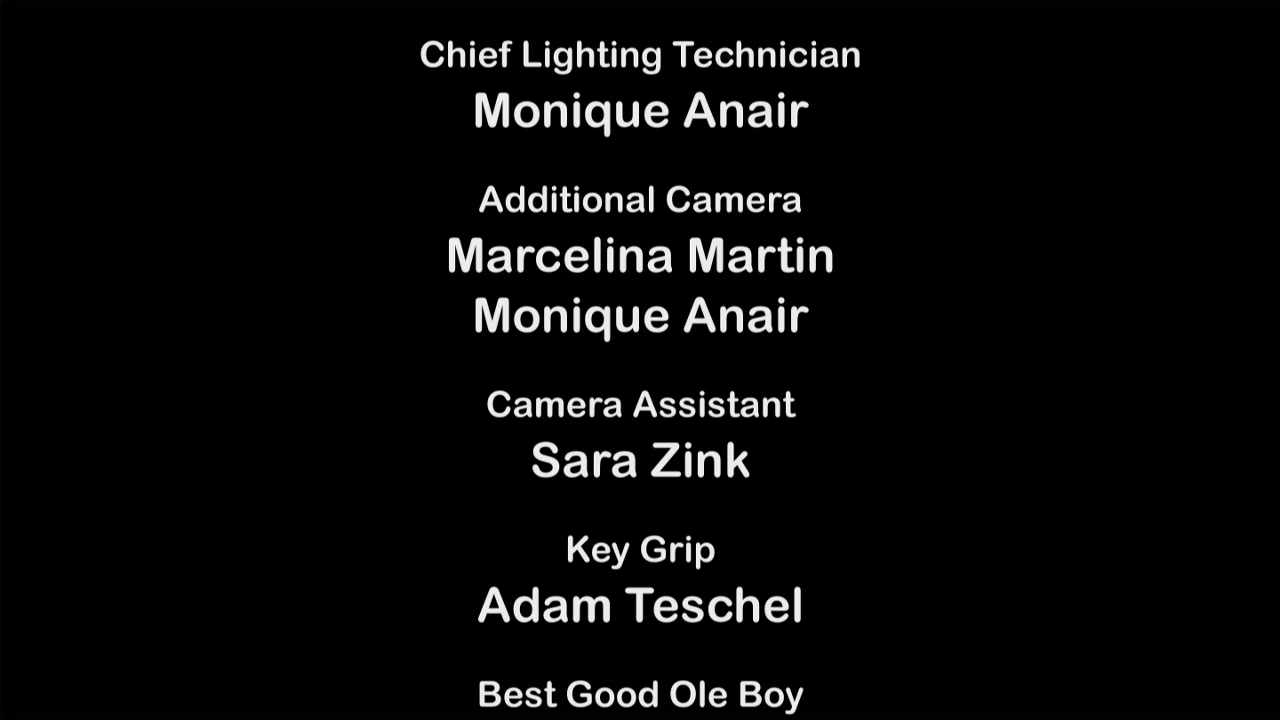 Chief Lighting Technician
Monique Anair
Additional Camera
Marcelina Martin
Monique Anair
Camera Assistant
Sara Zink
Key Grip
Adam Teschel
Best Good Ole Boy